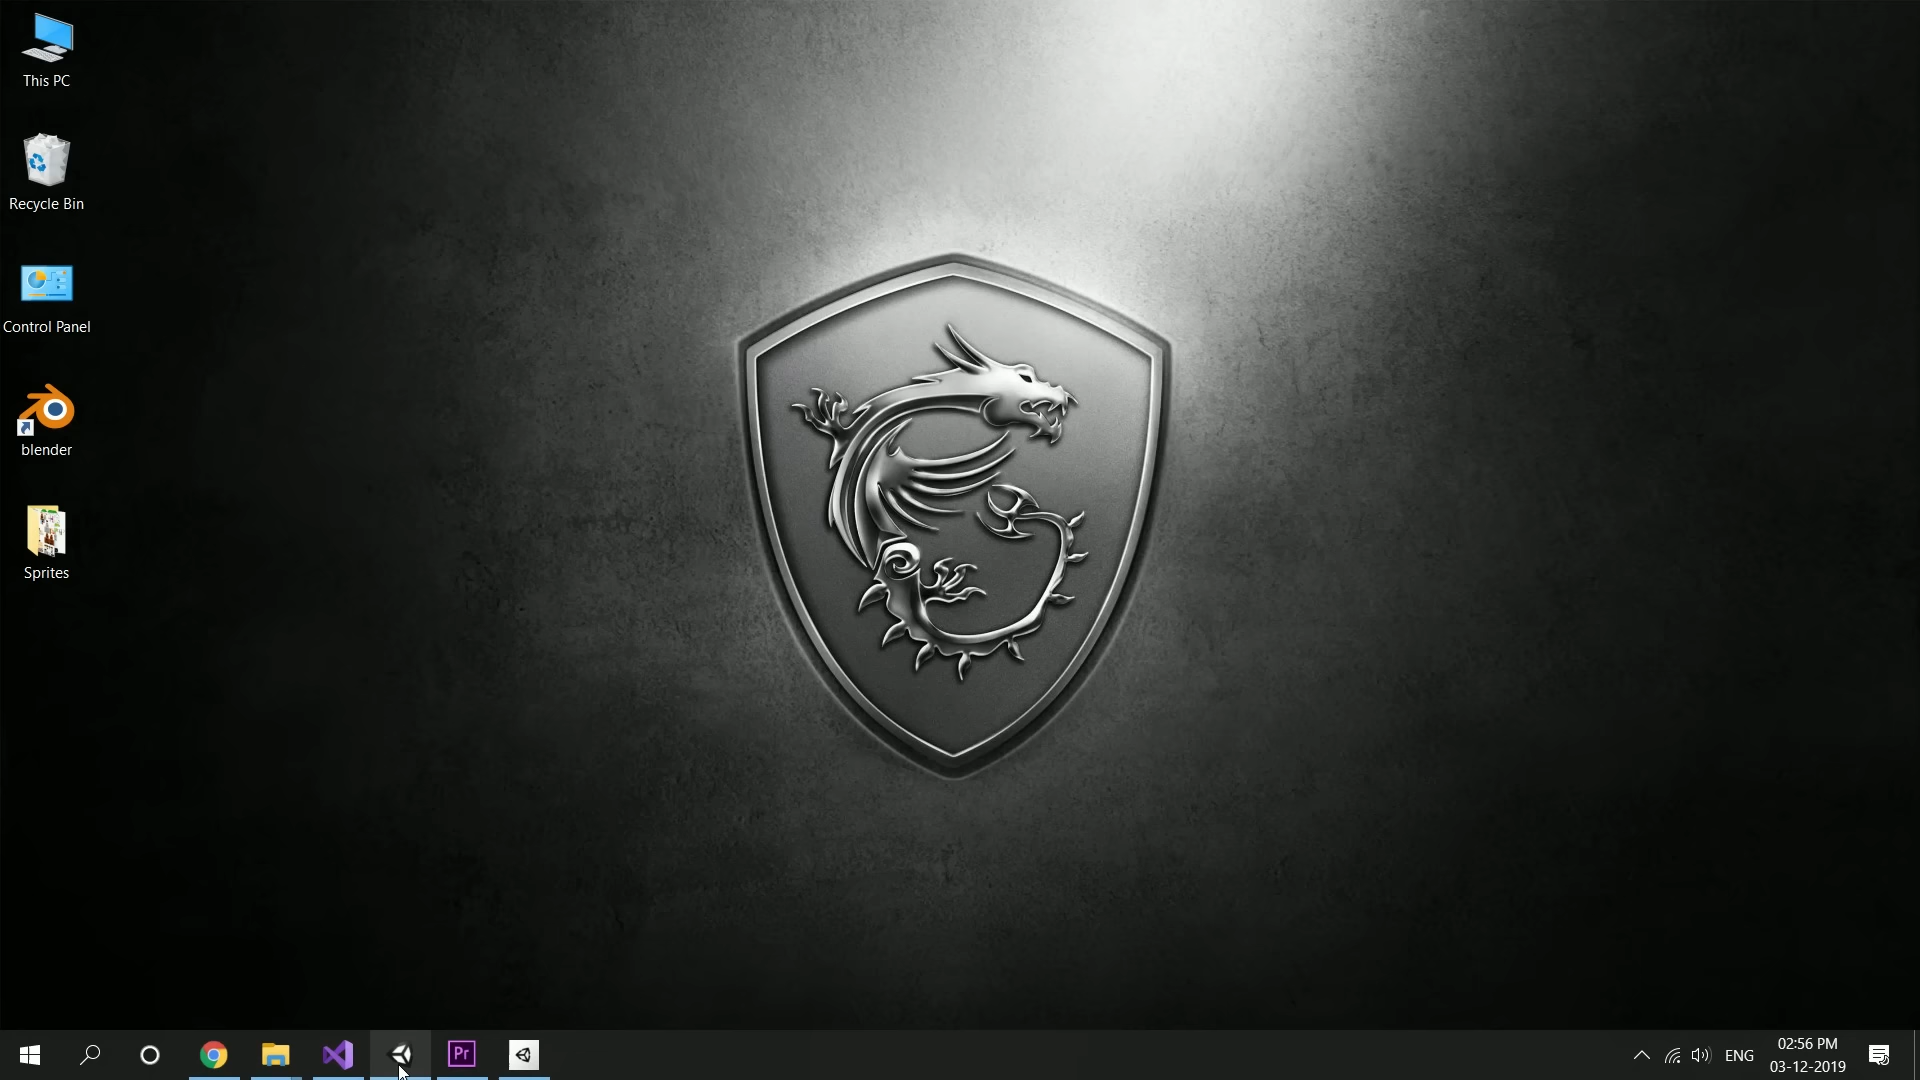 This PC
Recycle Bin
Control Panel
blender
Sprites
Pr
ENG
02:56 PM
03-12-2019